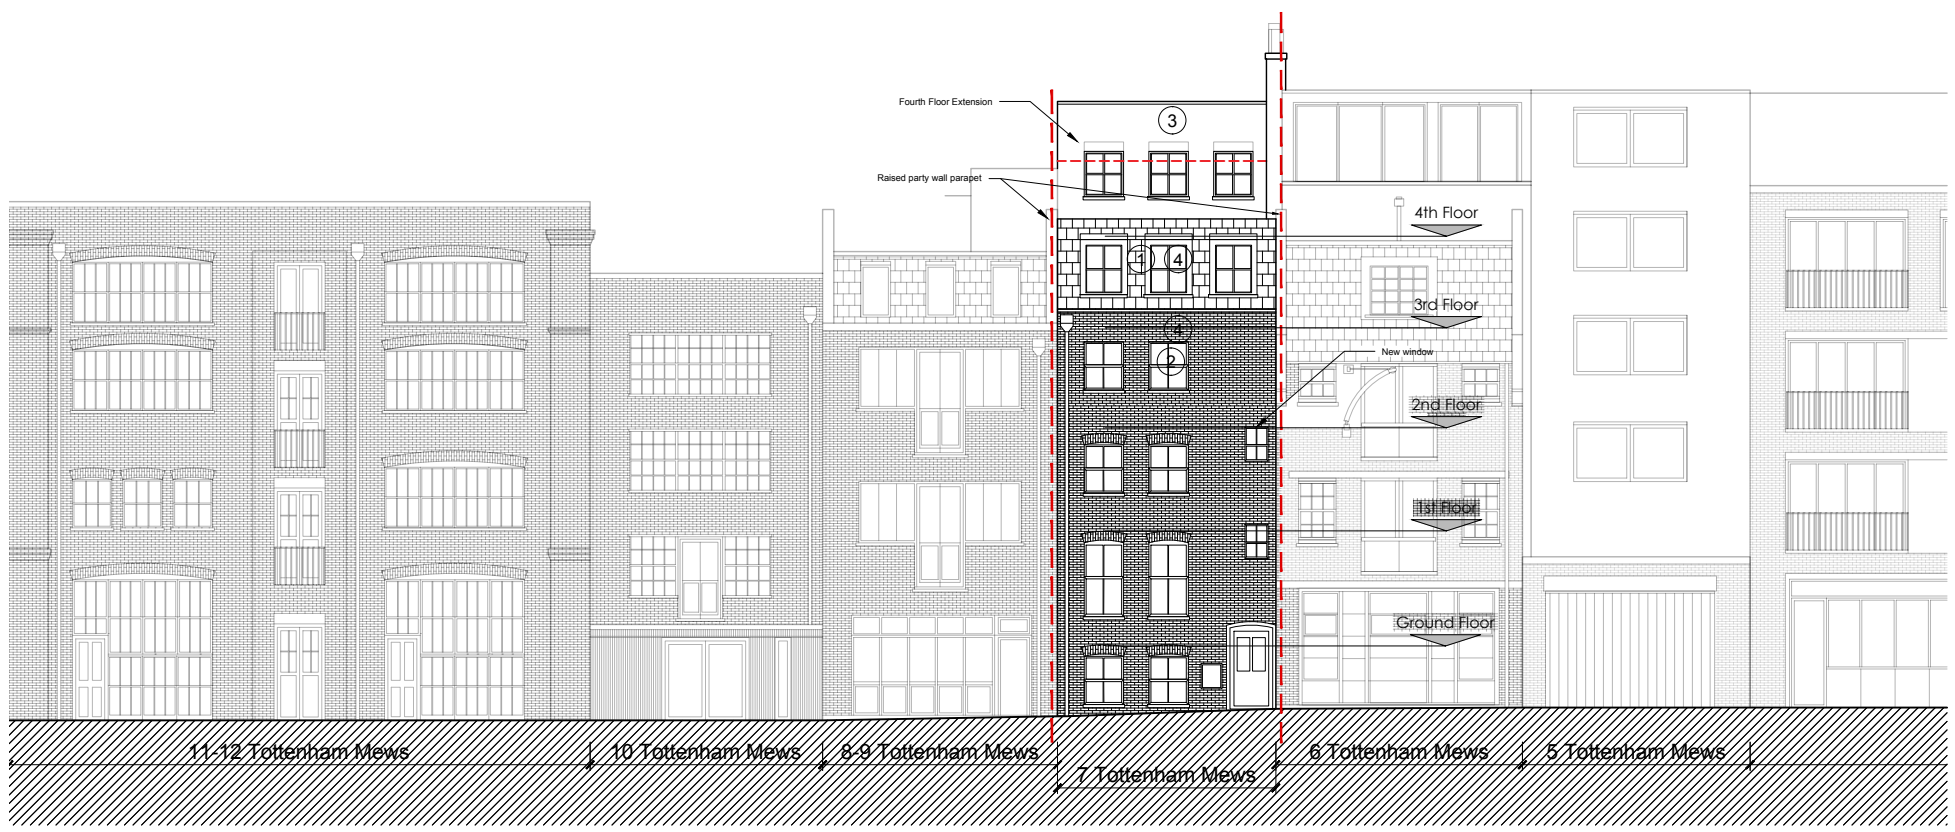 Fourth Floor Extension
3
Raised party wall parapet
4th Floor
1
4
3rd Floor
4
New window
2
2nd Floor
1st Floor
Ground Floor
11-12 Tottenham Mews
10 Tottenham Mews
8-9 Tottenham Mews
7 Tottenham Mews
6 Tottenham Mews
5 Tottenham Mews